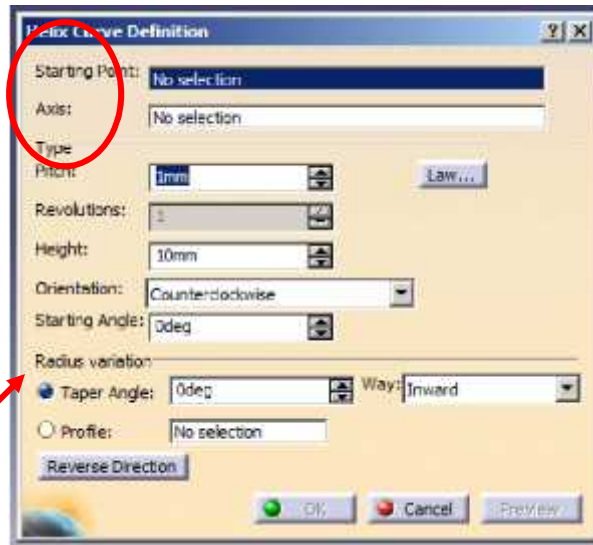 Helix Curve Definition
Starting Point: No selection
Axis: No selection
Type
Pitch: 1mm Law...
Revolutions: 1
Height: 10mm
Orientation: Counterclockwise
Starting Angle: 0deg
Radius variation
Taper Angle: 0deg Way: Inward
Profile: No selection
Reverse Direction
OK Cancel Preview